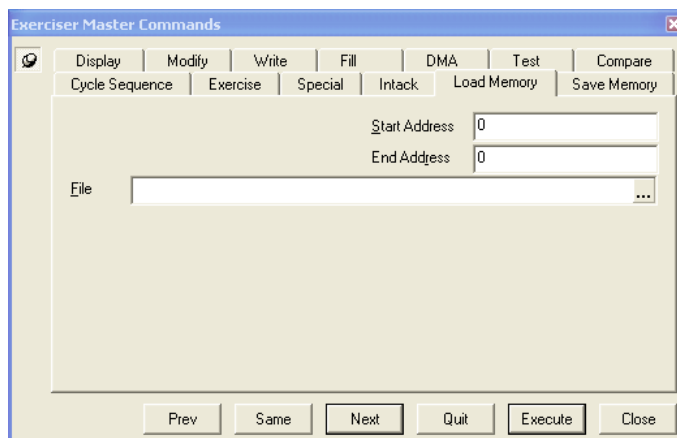 Exerciser Master Commands
Display Modify Write Fill DMA Test Compare
Cycle Sequence Exercise Special Intack Load Memory Save Memory
Start Address 0
End Address 0
File ...
Prev Same Next Quit Execute Close